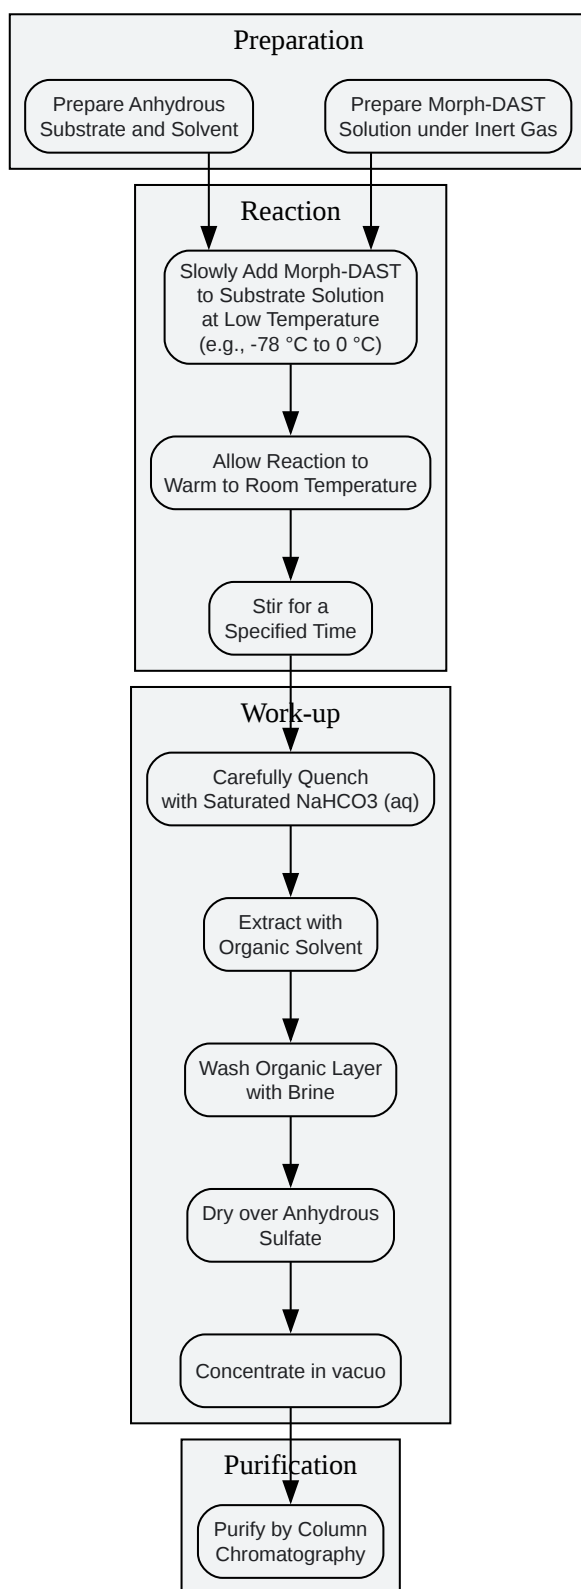 Preparation
Prepare Anhydrous
Substrate and Solvent
Prepare Morph-DAST
Solution under Inert Gas
Reaction
Slowly Add Morph-DAST
to Substrate Solution
at Low Temperature
(e.g., -78 °C to 0 °C)
Allow Reaction to
Warm to Room Temperature
Stir for a
Specified Time
Work-up
Carefully Quench
with Saturated NaHCO3 (aq)
Extract with
Organic Solvent
Wash Organic Layer
with Brine
Dry over Anhydrous
Sulfate
Concentrate in vacuo
Purification
Purify by Column
Chromatography